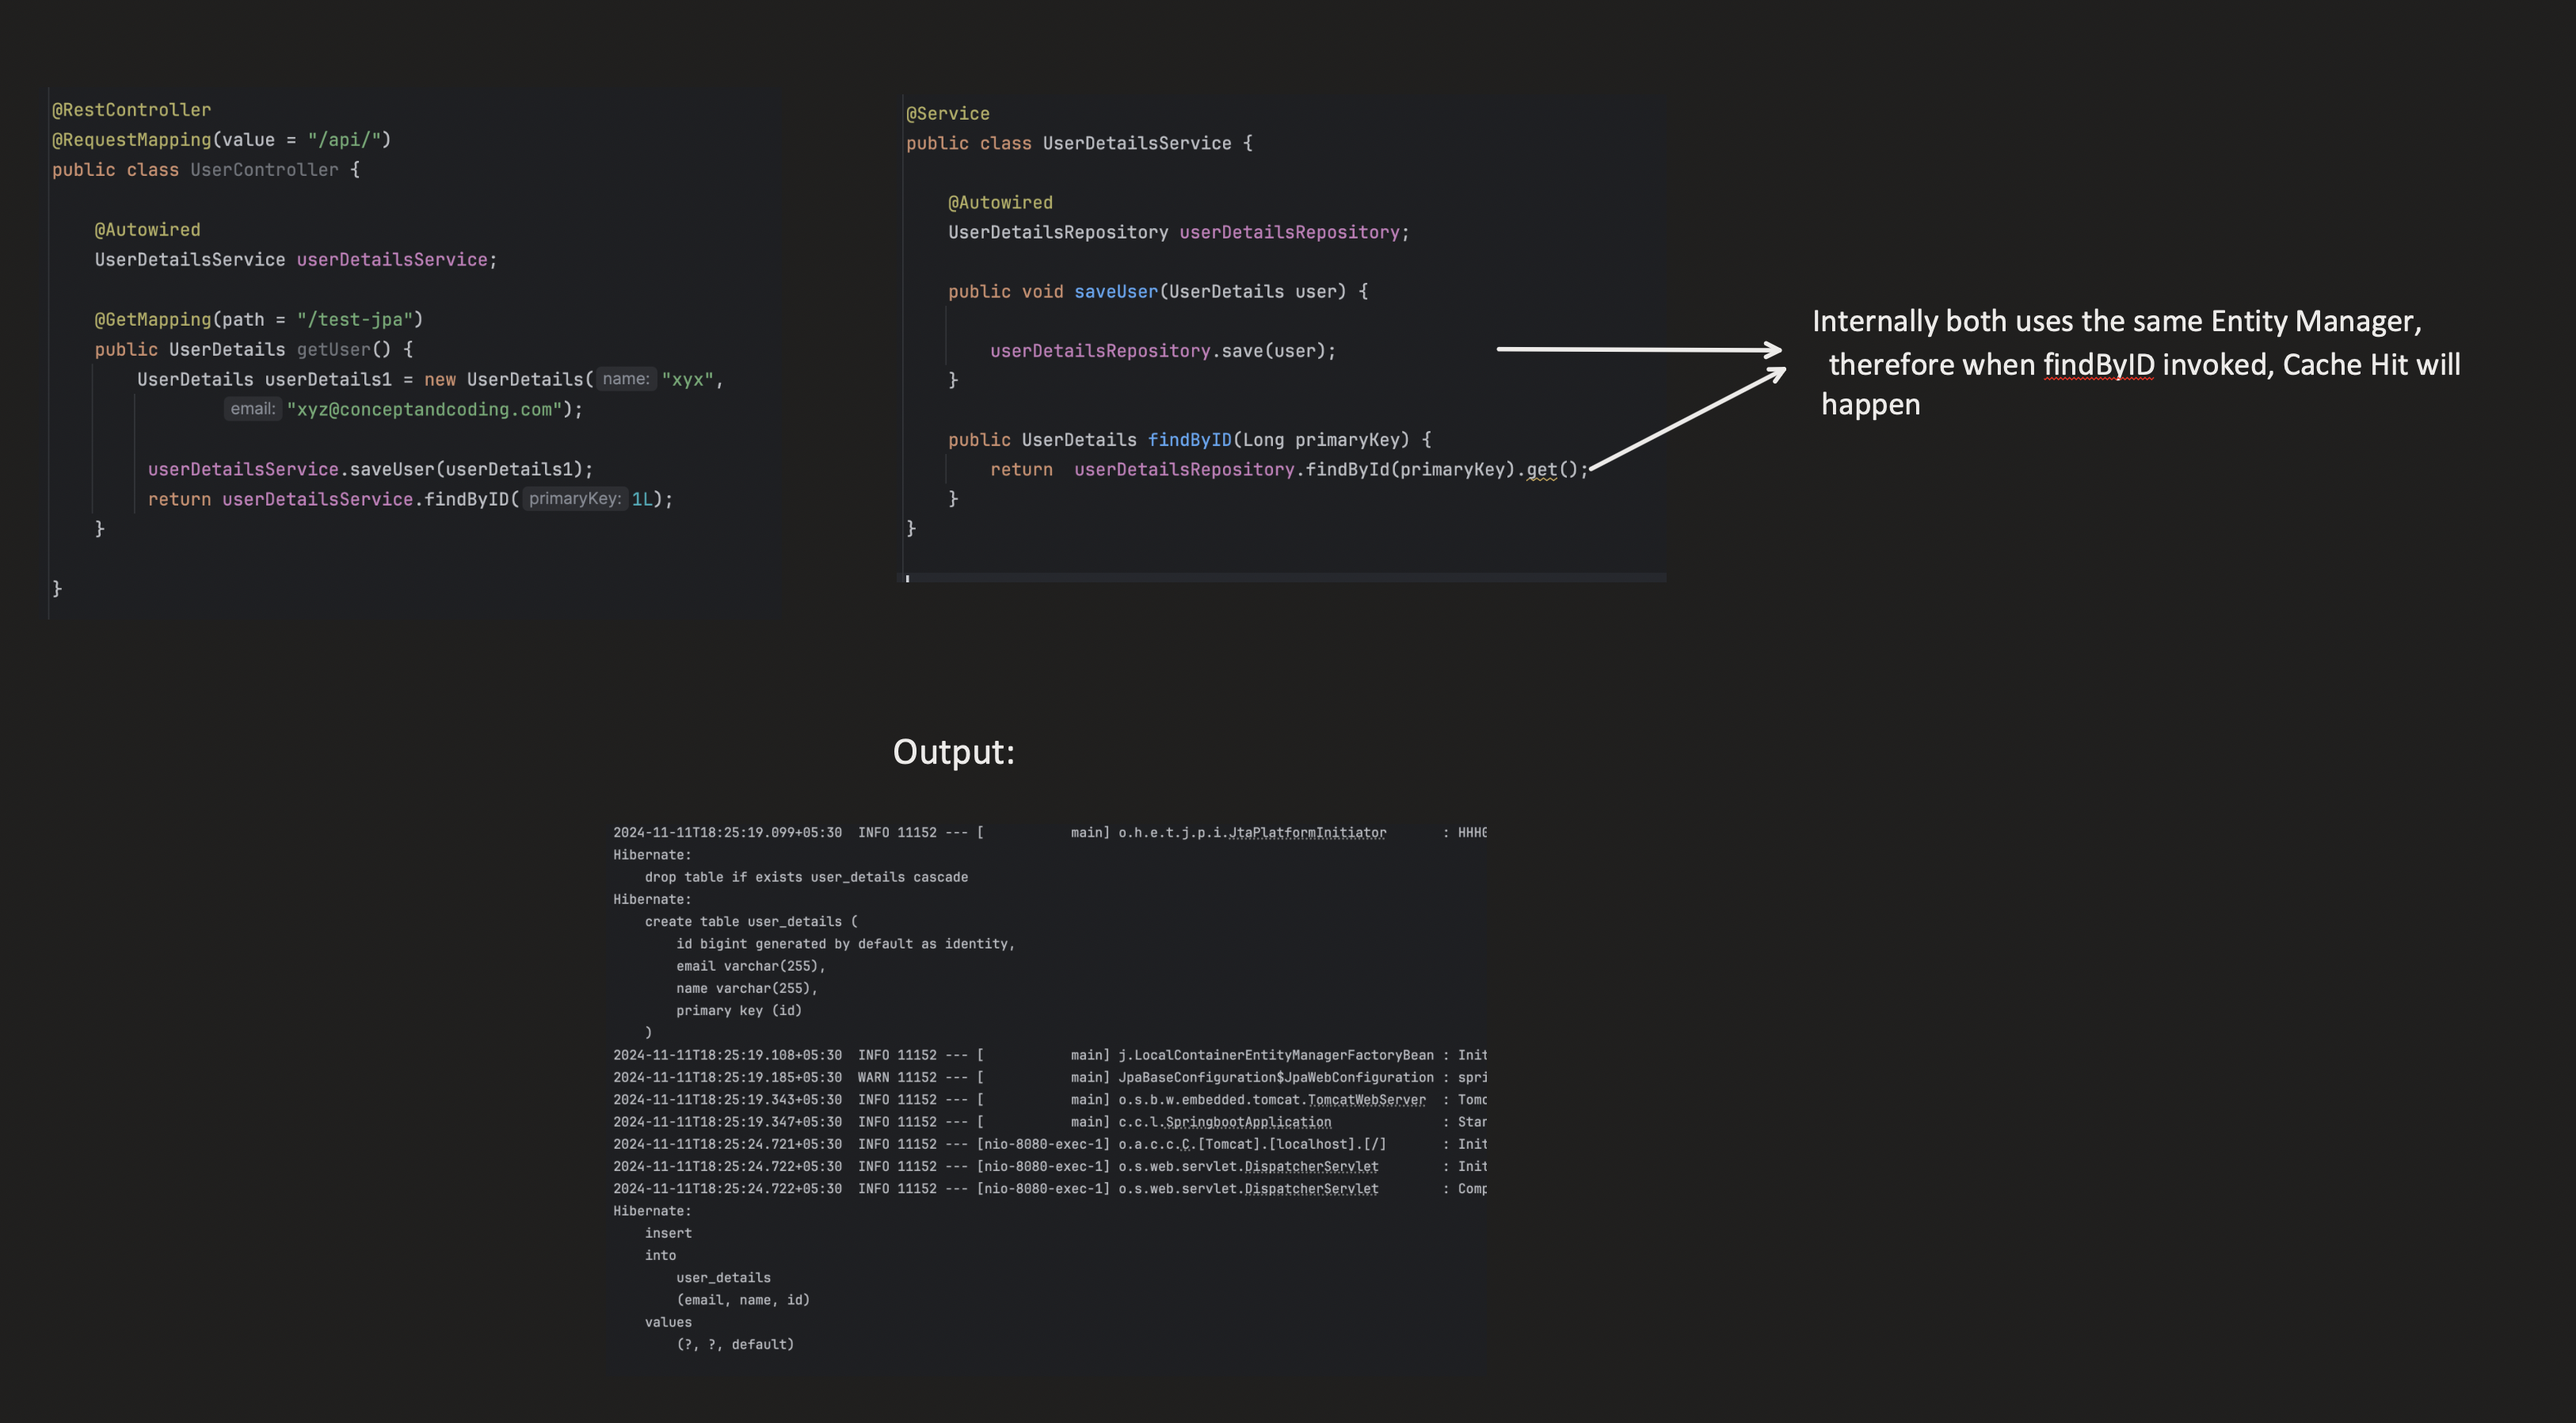 @RestController
@RequestMapping(value = "/api/")
public class UserController {
@Autowired
UserDetailsService userDetailsService;
@GetMapping(path = "/test-jpa")
public UserDetails getUser() {
UserDetails userDetails1 = new UserDetails( name: "xyx",
email: "xyz@conceptandcoding.com");
userDetailsService.saveUser(userDetails1);
return userDetailsService.findByID( primaryKey: 1L);
}
}
@Service
public class UserDetailsService {
@Autowired
UserDetailsRepository userDetailsRepository;
public void saveUser(UserDetails user) {
userDetailsRepository.save(user);
}
public UserDetails findByID(Long primaryKey) {
return userDetailsRepository.findById(primaryKey).get();
}
}
Internally both uses the same Entity Manager,
therefore when findByID invoked, Cache Hit will
happen
Output:
2024-11-11T18:25:19.099+05:30 INFO 11152 --- [ main] o.h.e.t.j.p.i.JtaPlatformInitiator : HHH0
Hibernate:
drop table if exists user_details cascade
Hibernate:
create table user_details (
id bigint generated by default as identity,
email varchar(255),
name varchar(255),
primary key (id)
)
2024-11-11T18:25:19.108+05:30 INFO 11152 --- [ main] j.LocalContainerEntityManagerFactoryBean : Init
2024-11-11T18:25:19.185+05:30 WARN 11152 --- [ main] JpaBaseConfiguration$JpaWebConfiguration : spri
2024-11-11T18:25:19.343+05:30 INFO 11152 --- [ main] o.s.b.w.embedded.tomcat.TomcatWebServer : Tomc
2024-11-11T18:25:19.347+05:30 INFO 11152 --- [ main] c.c.l.SpringbootApplication : Star
2024-11-11T18:25:24.721+05:30 INFO 11152 --- [nio-8080-exec-1] o.a.c.c.C.[Tomcat].[localhost].[/] : Init
2024-11-11T18:25:24.722+05:30 INFO 11152 --- [nio-8080-exec-1] o.s.web.servlet.DispatcherServlet : Init
2024-11-11T18:25:24.722+05:30 INFO 11152 --- [nio-8080-exec-1] o.s.web.servlet.DispatcherServlet : Comp
Hibernate:
insert
into
user_details
(email, name, id)
values
(?, ?, default)